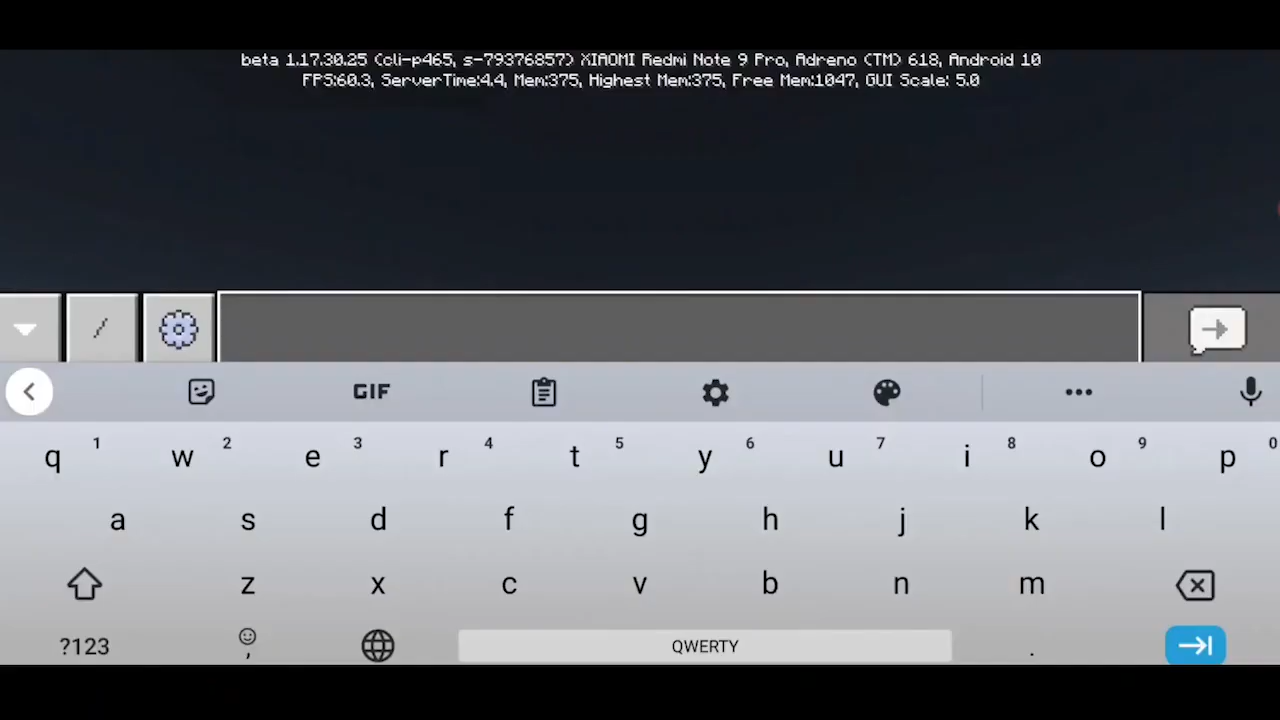 beta 1.17.30.25 (cli-p465, s-79376857) XIAOMI Redmi Note 9 Pro, Adreno (TM) 618, Android 10
FPS:60.3, ServerTime:4.4, Mem:375, Highest Mem:375, Free Mem:1047, GUI Scale: 5.0
/
GIF
q 1 w 2 e 3 r 4 t 5 y 6 u 7 i 8 o 9 p 0
a s d f g h j k l
z x c v b n m
?123 , QWERTY .